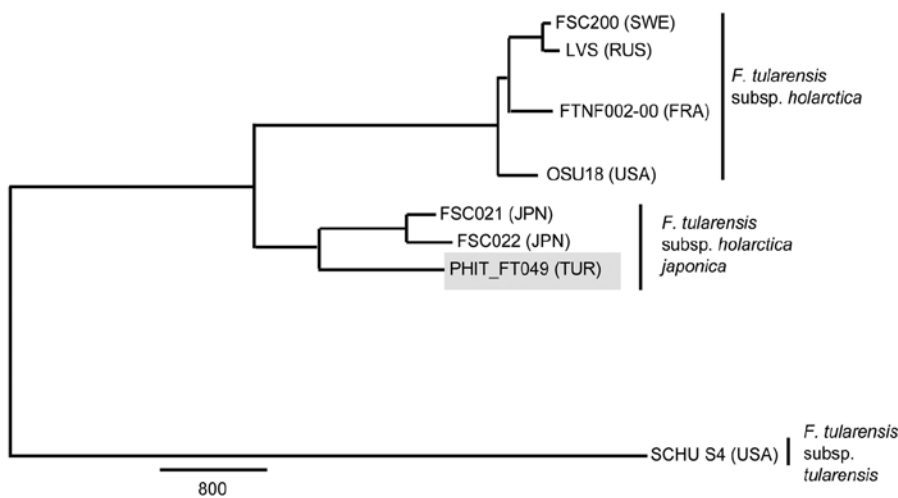 FSC200 (SWE)
LVS (RUS)
FTNF002-00 (FRA)
OSU18 (USA)
F. tularensis
subsp. holarctica
FSC021 (JPN)
FSC022 (JPN)
PHIT_FT049 (TUR)
F. tularensis
subsp. holarctica
japonica
SCHU S4 (USA)
F. tularensis
subsp.
tularensis
800